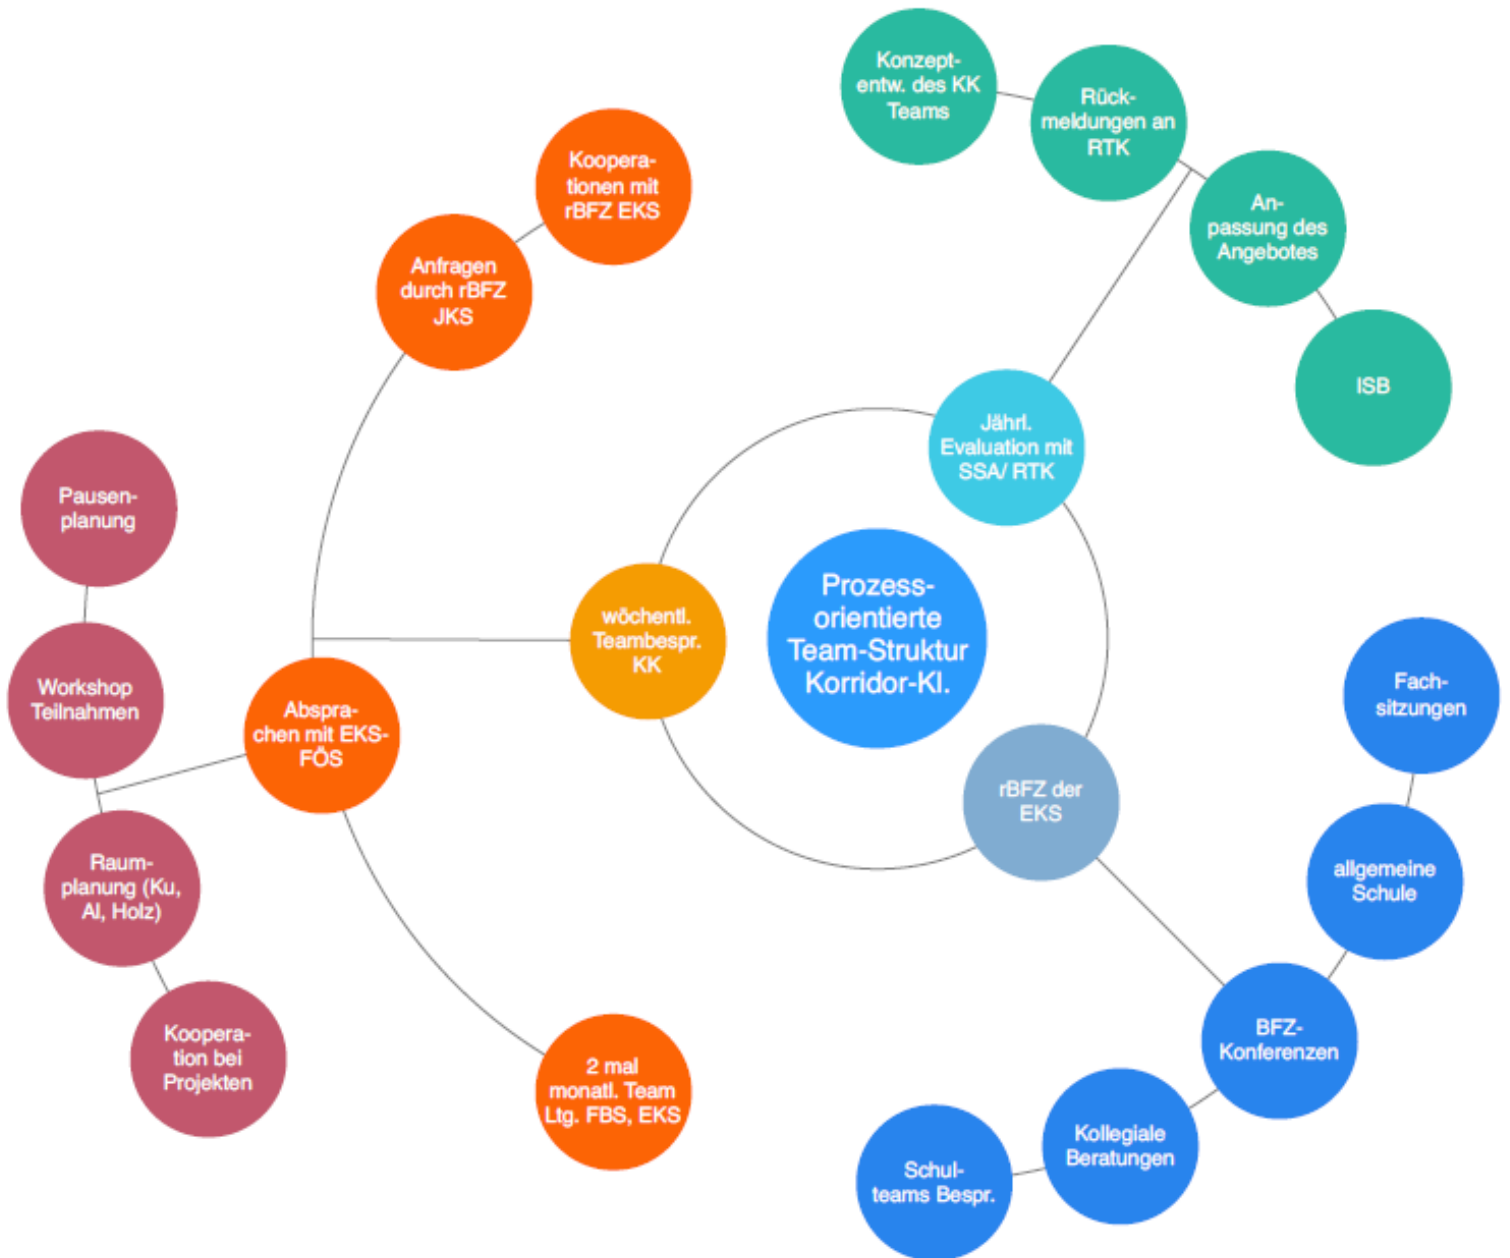 Konzept-
entw. des KK
Teams
Rück-
meldungen an
RTK
An-
passung des
Angebotes
ISB
Koopera-
tionen mit
rBFZ EKS
Anfragen
durch rBFZ
JKS
Jährl.
Evaluation mit
SSA/ RTK
Pausen-
planung
Workshop
Teilnahmen
Abspra-
chen mit EKS-
FÖS
wöchentl.
Teambespr.
KK
Prozess-
orientierte
Team-Struktur
Korridor-Kl.
Fach-
sitzungen
rBFZ der
EKS
allgemeine
Schule
Raum-
planung (Ku,
Al, Holz)
Koopera-
tion bei
Projekten
2 mal
monatl. Team
Ltg. FBS, EKS
BFZ-
Konferenzen
Kollegiale
Beratungen
Schul-
teams Bespr.